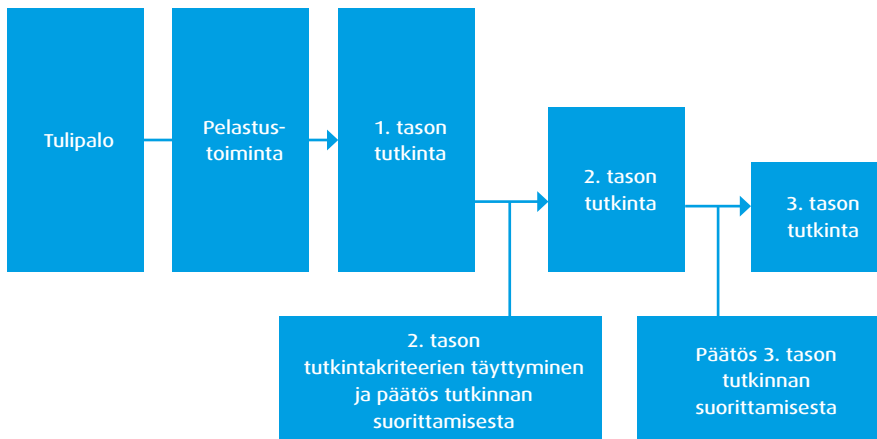 Tulipalo
Pelastus-
toiminta
1. tason
tutkinta
2. tason
tutkinta
3. tason
tutkinta
2. tason
tutkintakriteerien täyttyminen
ja päätös tutkinnan
suorittamisesta
Päätös 3. tason
tutkinnan
suorittamisesta